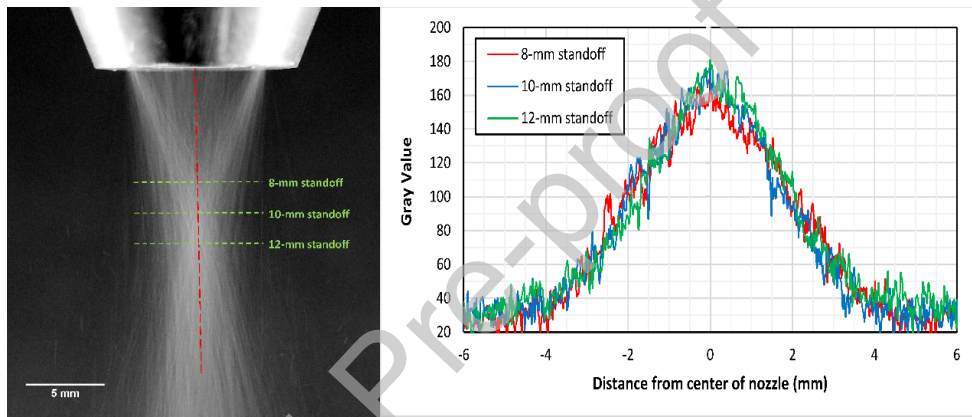 8-mm standoff
10-mm standoff
12-mm standoff
5 mm
200
180
160
140
120
100
80
60
40
20
Gray Value
8-mm standoff
10-mm standoff
12-mm standoff
-6
-4
-2
0
2
4
6
Distance from center of nozzle (mm)
Pre-proof